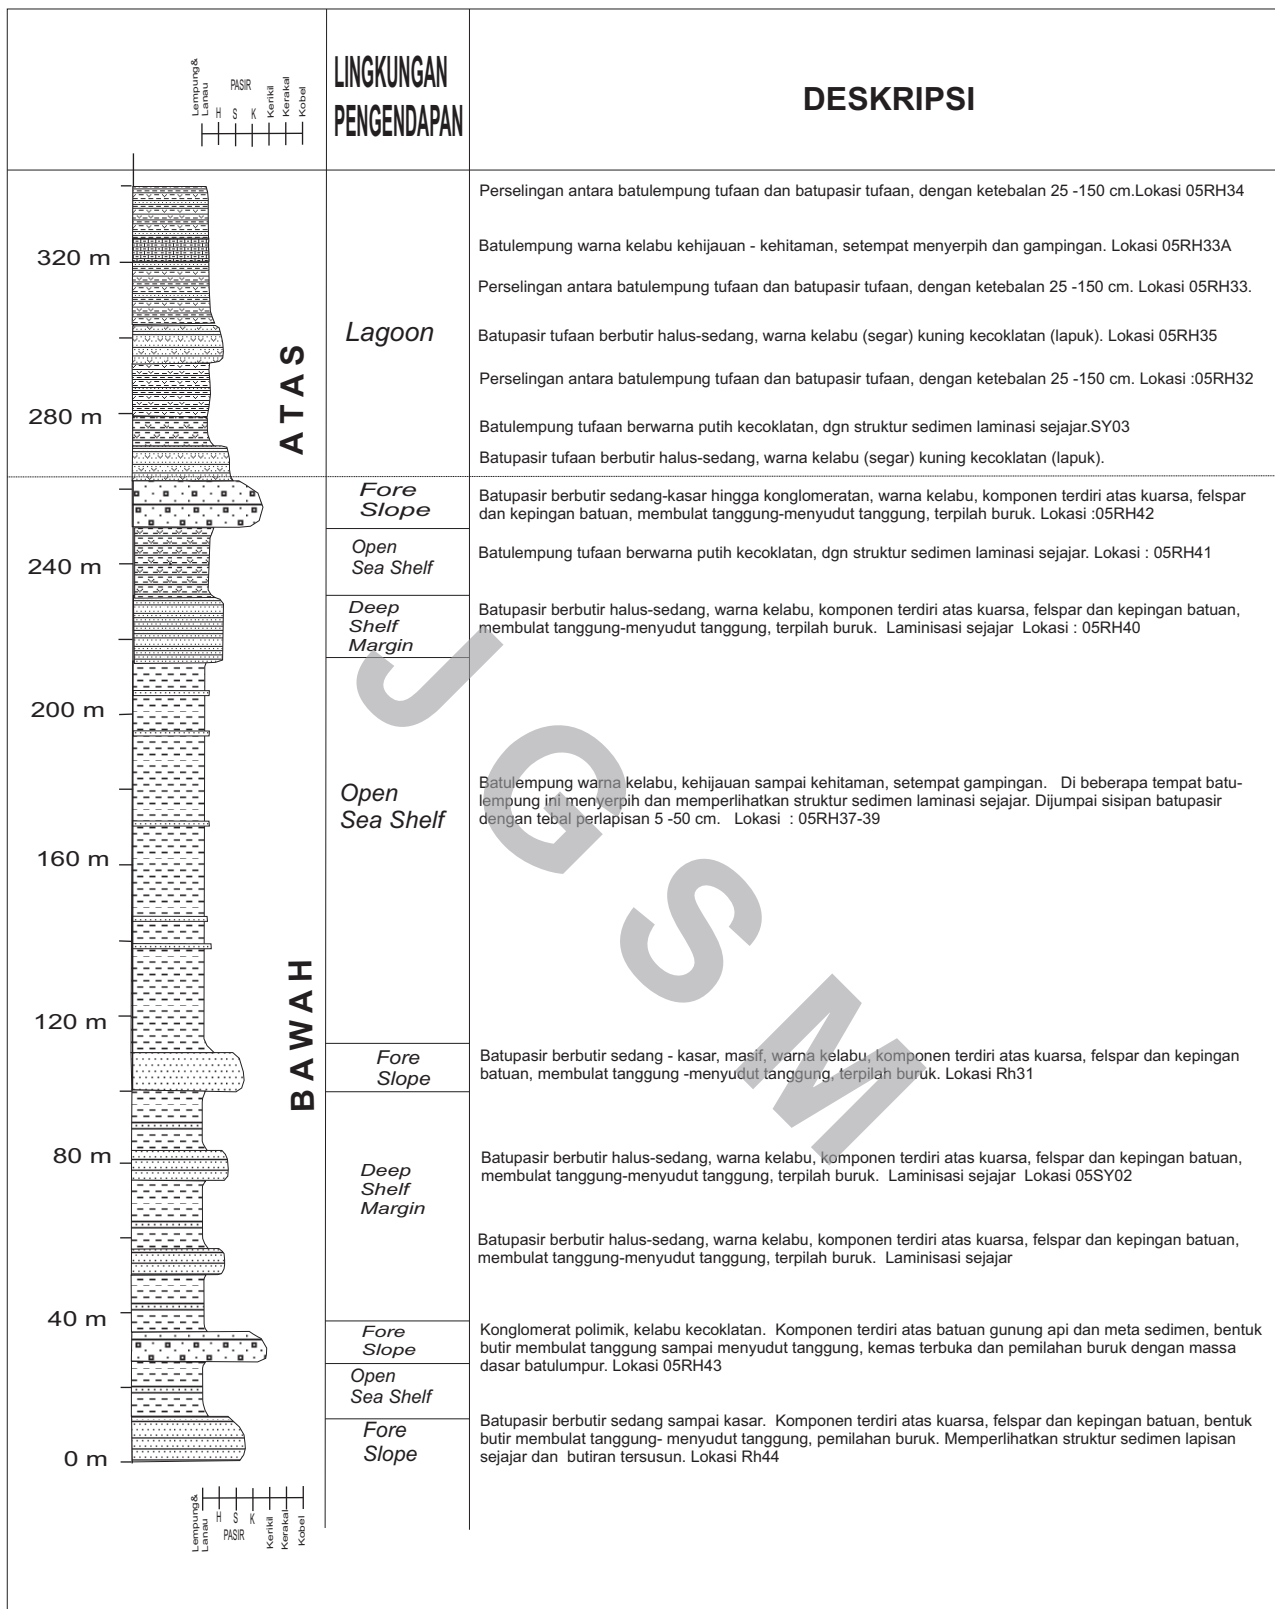 Lempung&
Lanau
PASIR
H S K
Kerikil
Kerakal
Kobel
LINGKUNGAN
PENGENDAPAN
DESKRIPSI
320 m
280 m
240 m
200 m
160 m
120 m
80 m
40 m
0 m
ATAS
BAWAH
Lagoon
Perselingan antara batulempung tufaan dan batupasir tufaan, dengan ketebalan 25 -150 cm.Lokasi 05RH34
Batulempung warna kelabu kehijauan - kehitaman, setempat menyerpih dan gampingan. Lokasi 05RH33A
Perselingan antara batulempung tufaan dan batupasir tufaan, dengan ketebalan 25 -150 cm. Lokasi 05RH33.
Batupasir tufaan berbutir halus-sedang, warna kelabu (segar) kuning kecoklatan (lapuk). Lokasi 05RH35
Perselingan antara batulempung tufaan dan batupasir tufaan, dengan ketebalan 25 -150 cm. Lokasi :05RH32
Batulempung tufaan berwarna putih kecoklatan, dgn struktur sedimen laminasi sejajar.SY03
Batupasir tufaan berbutir halus-sedang, warna kelabu (segar) kuning kecoklatan (lapuk).
Fore
Slope
Batupasir berbutir sedang-kasar hingga konglomeratan, warna kelabu, komponen terdiri atas kuarsa, felspar
dan kepingan batuan, membulat tanggung-menyudut tanggung, terpilah buruk. Lokasi :05RH42
Open
Sea Shelf
Batulempung tufaan berwarna putih kecoklatan, dgn struktur sedimen laminasi sejajar. Lokasi : 05RH41
Deep
Shelf
Margin
Batupasir berbutir halus-sedang, warna kelabu, komponen terdiri atas kuarsa, felspar dan kepingan batuan,
membulat tanggung-menyudut tanggung, terpilah buruk. Laminisasi sejajar Lokasi : 05RH40
Open
Sea Shelf
Batulempung warna kelabu, kehijauan sampai kehitaman, setempat gampingan. Di beberapa tempat batu-
lempung ini menyerpih dan memperlihatkan struktur sedimen laminasi sejajar. Dijumpai sisipan batupasir
dengan tebal perlapisan 5 -50 cm. Lokasi : 05RH37-39
Fore
Slope
Batupasir berbutir sedang - kasar, masif, warna kelabu, komponen terdiri atas kuarsa, felspar dan kepingan
batuan, membulat tanggung -menyudut tanggung, terpilah buruk. Lokasi Rh31
Deep
Shelf
Margin
Batupasir berbutir halus-sedang, warna kelabu, komponen terdiri atas kuarsa, felspar dan kepingan batuan,
membulat tanggung-menyudut tanggung, terpilah buruk. Laminisasi sejajar Lokasi 05SY02
Batupasir berbutir halus-sedang, warna kelabu, komponen terdiri atas kuarsa, felspar dan kepingan batuan,
membulat tanggung-menyudut tanggung, terpilah buruk. Laminisasi sejajar
Fore
Slope
Konglomerat polimik, kelabu kecoklatan. Komponen terdiri atas batuan gunung api dan meta sedimen, bentuk
butir membulat tanggung sampai menyudut tanggung, kemas terbuka dan pemilahan buruk dengan massa
dasar batulumpur. Lokasi 05RH43
Open
Sea Shelf
Fore
Slope
Batupasir berbutir sedang sampai kasar. Komponen terdiri atas kuarsa, felspar dan kepingan batuan, bentuk
butir membulat tanggung- menyudut tanggung, pemilahan buruk. Memperlihatkan struktur sedimen lapisan
sejajar dan butiran tersusun. Lokasi Rh44
Lempung&
Lanau
H S K
PASIR
Kerikil
Kerakal
Kobel
JGSM